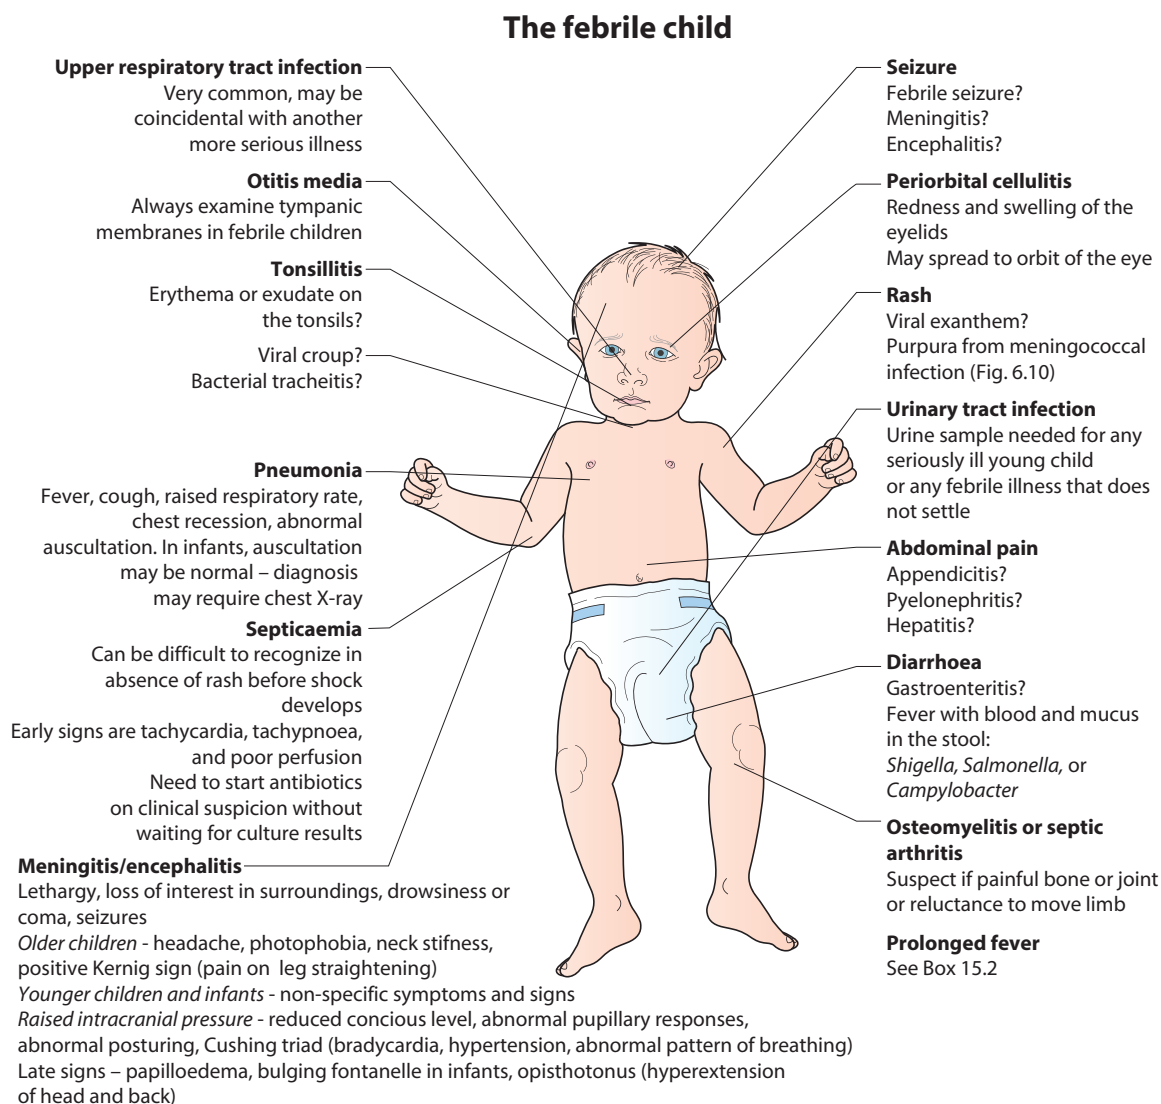 The febrile child
Upper respiratory tract infection
Very common, may be
coincidental with another
more serious illness
Otitis media
Always examine tympanic
membranes in febrile children
Tonsillitis
Erythema or exudate on
the tonsils?
Viral croup?
Bacterial tracheitis?
Pneumonia
Fever, cough, raised respiratory rate,
chest recession, abnormal
auscultation. In infants, auscultation
may be normal – diagnosis
may require chest X-ray
Septicaemia
Can be difficult to recognize in
absence of rash before shock
develops
Early signs are tachycardia, tachypnoea,
and poor perfusion
Need to start antibiotics
on clinical suspicion without
waiting for culture results
Meningitis/encephalitis
Lethargy, loss of interest in surroundings, drowsiness or
coma, seizures
Older children - headache, photophobia, neck stifness,
positive Kernig sign (pain on leg straightening)
Younger children and infants - non-specific symptoms and signs
Raised intracranial pressure - reduced concious level, abnormal pupillary responses,
abnormal posturing, Cushing triad (bradycardia, hypertension, abnormal pattern of breathing)
Late signs – papilloedema, bulging fontanelle in infants, opisthotonus (hyperextension
of head and back)
Seizure
Febrile seizure?
Meningitis?
Encephalitis?
Periorbital cellulitis
Redness and swelling of the
eyelids
May spread to orbit of the eye
Rash
Viral exanthem?
Purpura from meningococcal
infection (Fig. 6.10)
Urinary tract infection
Urine sample needed for any
seriously ill young child
or any febrile illness that does
not settle
Abdominal pain
Appendicitis?
Pyelonephritis?
Hepatitis?
Diarrhoea
Gastroenteritis?
Fever with blood and mucus
in the stool:
Shigella, Salmonella, or
Campylobacter
Osteomyelitis or septic
arthritis
Suspect if painful bone or joint
or reluctance to move limb
Prolonged fever
See Box 15.2